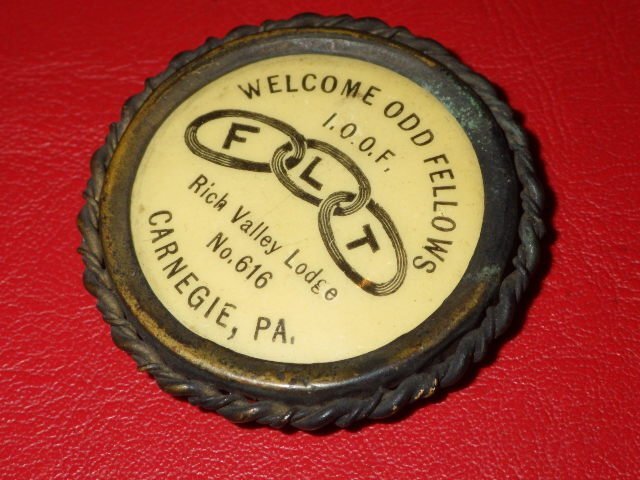 WELCOME ODD FELLOWS
I.O.O.F.
F L T
Rich Valley Lodge
No. 616
CARNEGIE, PA.